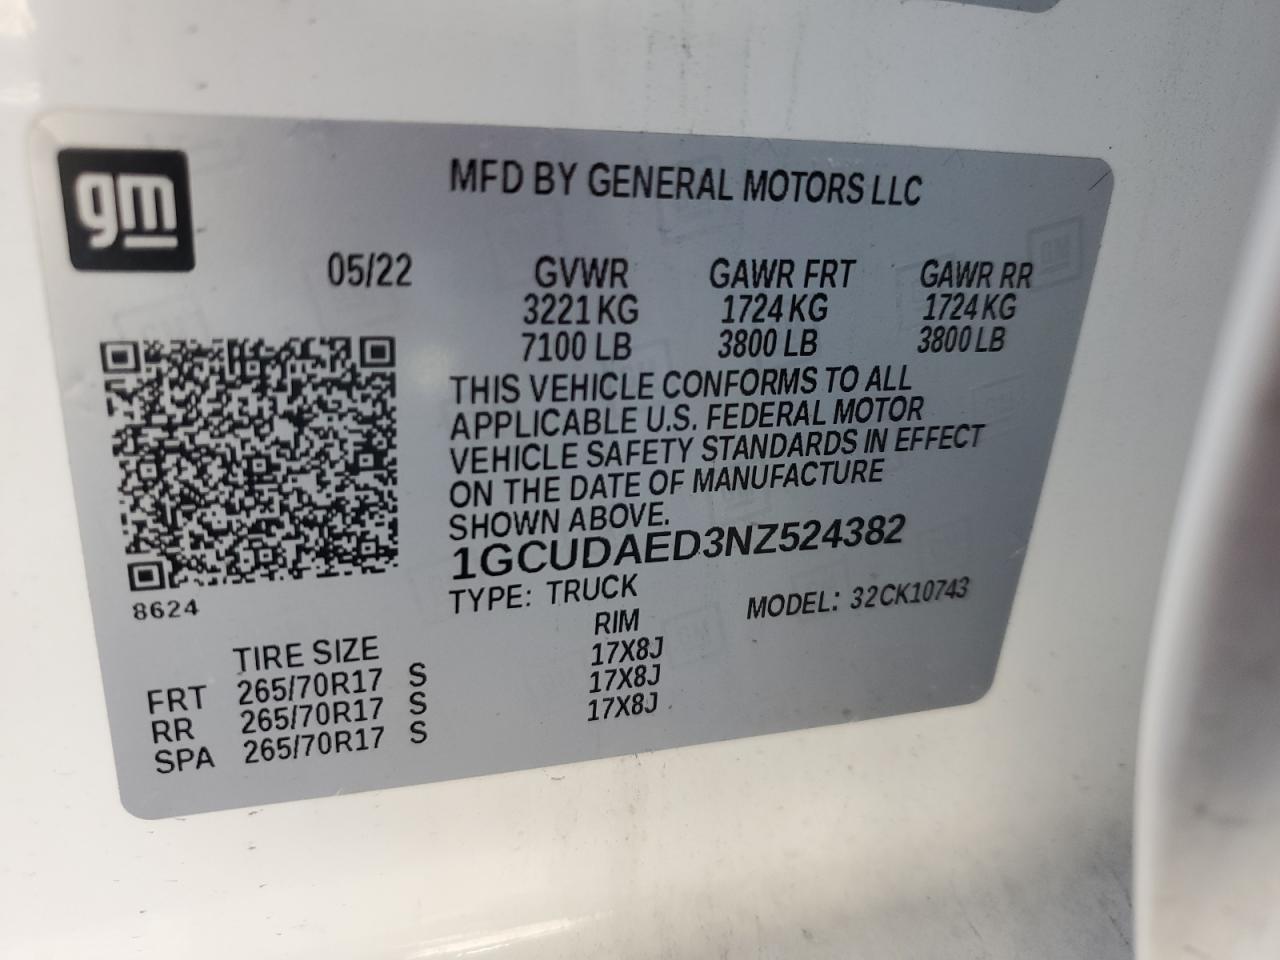 gm
MFD BY GENERAL MOTORS LLC
05/22 GVWR GAWR FRT GAWR RR
3221 KG 1724 KG 1724 KG
7100 LB 3800 LB 3800 LB
THIS VEHICLE CONFORMS TO ALL
APPLICABLE U.S. FEDERAL MOTOR
VEHICLE SAFETY STANDARDS IN EFFECT
ON THE DATE OF MANUFACTURE
SHOWN ABOVE.
1GCUDAED3NZ524382
8624
TYPE: TRUCK MODEL: 32CK10743
TIRE SIZE RIM
FRT 265/70R17 S 17X8J
RR 265/70R17 S 17X8J
SPA 265/70R17 S 17X8J